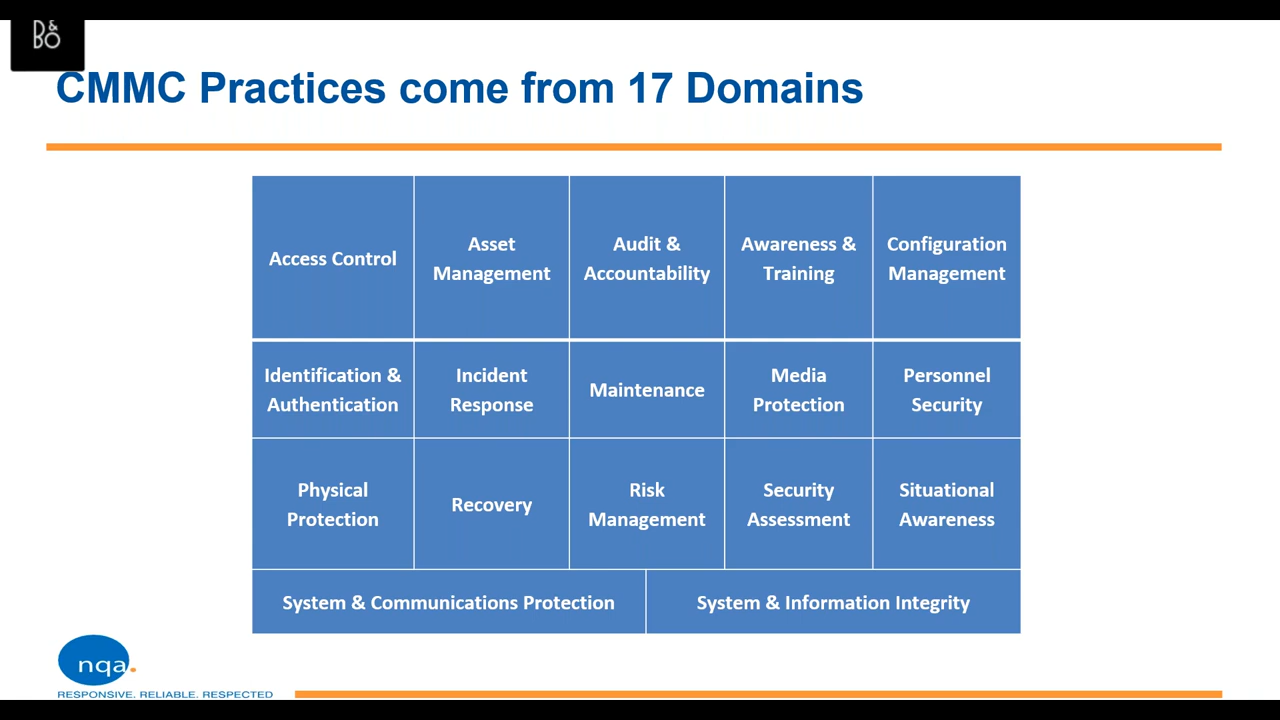 B&
BO
CMMC Practices come from 17 Domains
Access Control
Asset
Management
Audit &
Accountability
Awareness &
Training
Configuration
Management
Identification &
Authentication
Incident
Response
Maintenance
Media
Protection
Personnel
Security
Physical
Protection
Recovery
Risk
Management
Security
Assessment
Situational
Awareness
System & Communications Protection
System & Information Integrity
nqa.
RESPONSIVE. RELIABLE. RESPECTED